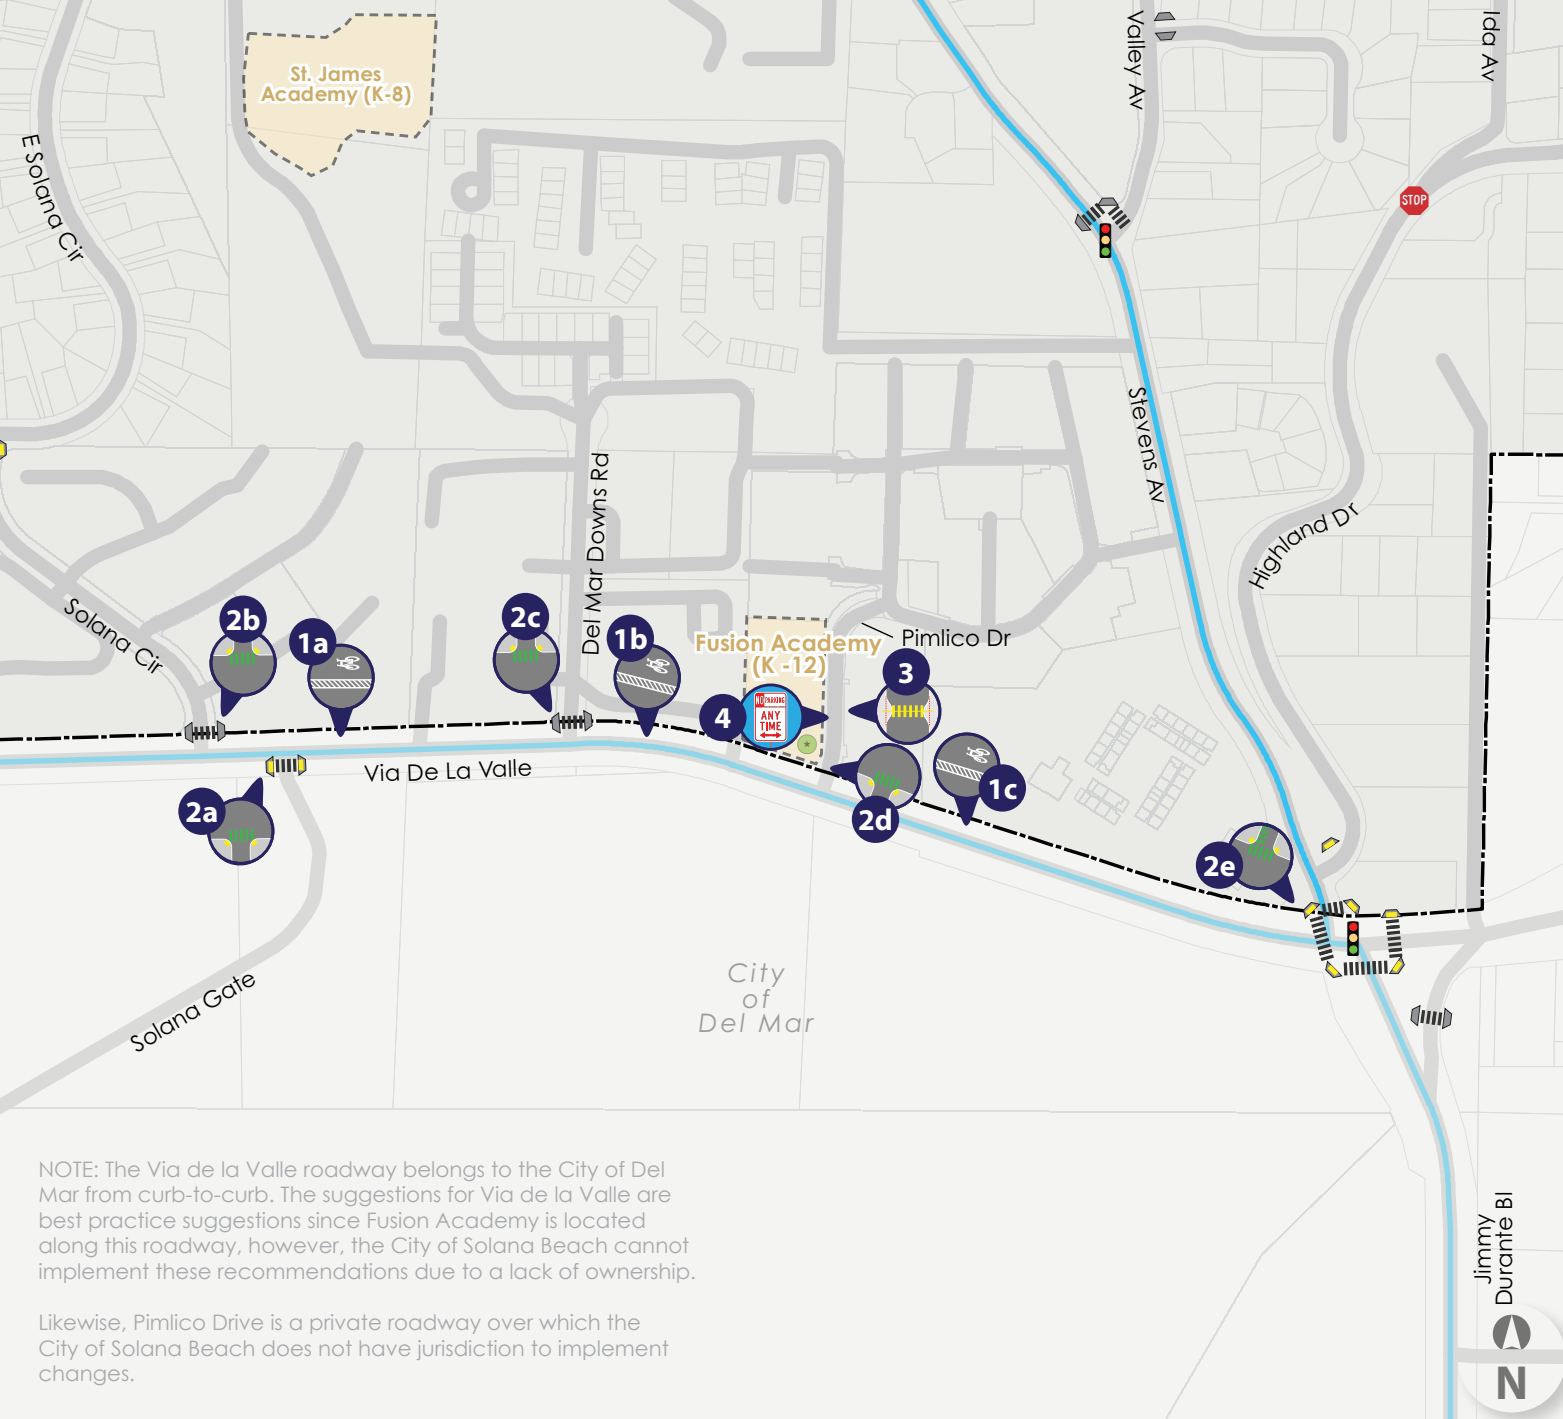 St. James
Academy (K-8)
Valley Av
Ida Av
E Solana Cir
STOP
Stevens Av
Del Mar Downs Rd
Highland Dr
Solana Cir
2b
1a
2c
1b
Fusion Academy
(K -12)
Pimlico Dr
3
4
NO PARKING
ANY
TIME
1c
2d
2a
Via De La Valle
2e
Solana Gate
City
of
Del Mar
NOTE: The Via de la Valle roadway belongs to the City of Del
Mar from curb-to-curb. The suggestions for Via de la Valle are
best practice suggestions since Fusion Academy is located
along this roadway, however, the City of Solana Beach cannot
implement these recommendations due to a lack of ownership.
Likewise, Pimlico Drive is a private roadway over which the
City of Solana Beach does not have jurisdiction to implement
changes.
Jimmy
Durante Bl
N